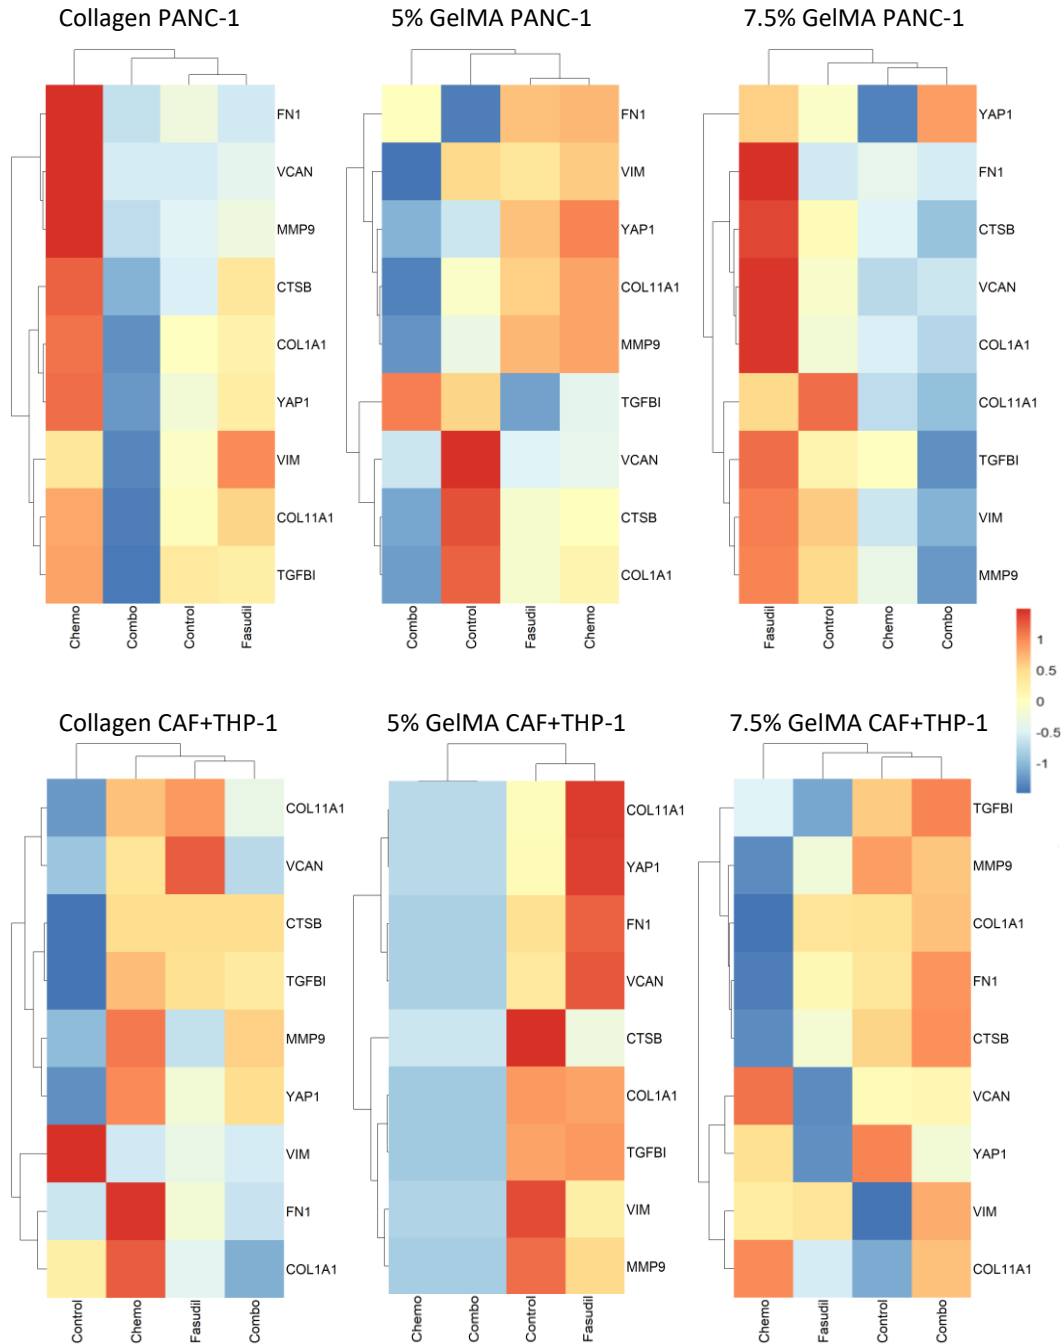 Collagen PANC-1
5% GelMA PANC-1
7.5% GelMA PANC-1
FN1
VCAN
MMP9
CTSB
COL1A1
YAP1
VIM
COL11A1
TGFBI
Chemo
Combo
Control
Fasudil
FN1
VIM
YAP1
COL11A1
MMP9
TGFBI
VCAN
CTSB
COL1A1
Combo
Control
Fasudil
Chemo
YAP1
FN1
CTSB
VCAN
COL1A1
COL11A1
TGFBI
VIM
MMP9
Fasudil
Control
Chemo
Combo
1
0.5
0
-0.5
-1
Collagen CAF+THP-1
5% GelMA CAF+THP-1
7.5% GelMA CAF+THP-1
COL11A1
VCAN
CTSB
TGFBI
MMP9
YAP1
VIM
FN1
COL1A1
Control
Chemo
Fasudil
Combo
COL11A1
YAP1
FN1
VCAN
CTSB
COL1A1
TGFBI
VIM
MMP9
Chemo
Combo
Control
Fasudil
TGFBI
MMP9
COL1A1
FN1
CTSB
VCAN
YAP1
VIM
COL11A1
Chemo
Fasudil
Control
Combo